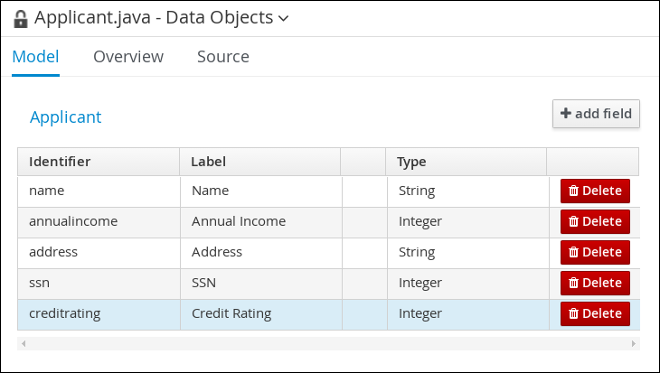 Applicant.java - Data Objects
Model Overview Source
Applicant
+ add field
Identifier Label Type
name Name String Delete
annualincome Annual Income Integer Delete
address Address String Delete
ssn SSN Integer Delete
creditrating Credit Rating Integer Delete